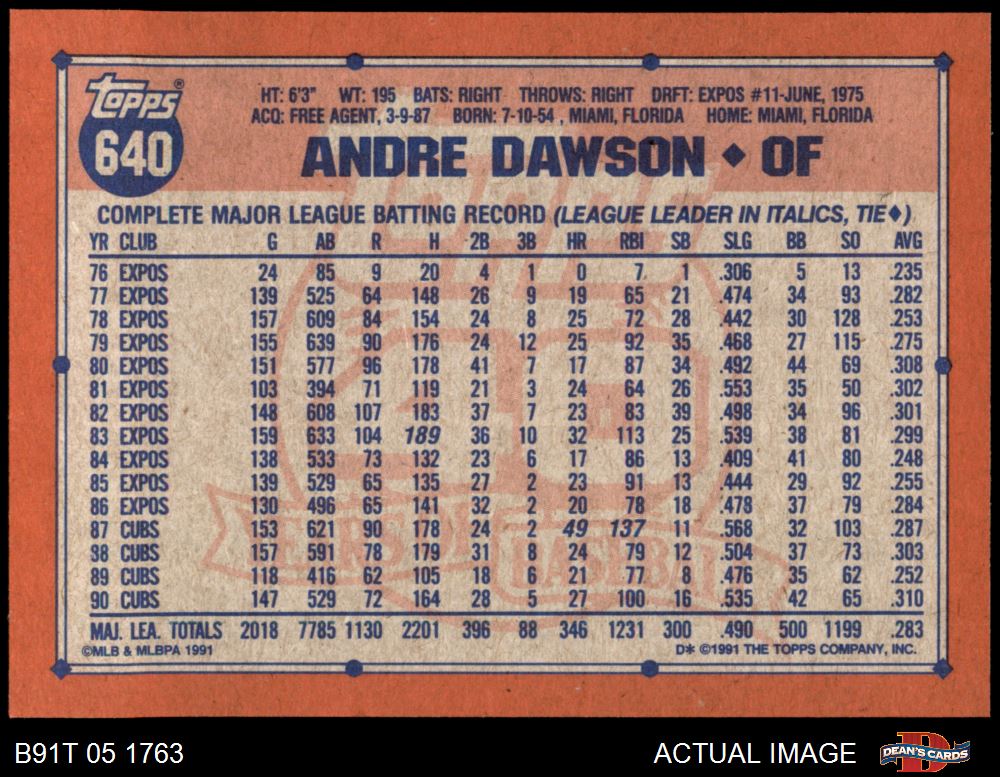 Topps®
640
HT: 6'3" WT: 195 BATS: RIGHT THROWS: RIGHT DRFT: EXPOS #11-JUNE, 1975
ACQ: FREE AGENT, 3-9-87 BORN: 7-10-54 , MIAMI, FLORIDA HOME: MIAMI, FLORIDA
ANDRE DAWSON ♦ OF
COMPLETE MAJOR LEAGUE BATTING RECORD (LEAGUE LEADER IN ITALICS, TIE♦)
YR CLUB G AB R H 2B 3B HR RBI SB SLG BB SO AVG
76 EXPOS 24 85 9 20 4 1 0 7 1 .306 5 13 .235
77 EXPOS 139 525 64 148 26 9 19 65 21 .474 34 93 .282
78 EXPOS 157 609 84 154 24 8 25 72 28 .442 30 128 .253
79 EXPOS 155 639 90 176 24 12 25 92 35 .468 27 115 .275
80 EXPOS 151 577 96 178 41 7 17 87 34 .492 44 69 .308
81 EXPOS 103 394 71 119 21 3 24 64 26 .553 35 50 .302
82 EXPOS 148 608 107 183 37 7 23 83 39 .498 34 96 .301
83 EXPOS 159 633 104 189 36 10 32 113 25 .539 38 81 .299
84 EXPOS 138 533 73 132 23 6 17 86 13 .409 41 80 .248
85 EXPOS 139 529 65 135 27 2 23 91 13 .444 29 92 .255
86 EXPOS 130 496 65 141 32 2 20 78 18 .478 37 79 .284
87 CUBS 153 621 90 178 24 2 49 137 11 .568 32 103 .287
88 CUBS 157 591 78 179 31 8 24 79 12 .504 37 73 .303
89 CUBS 118 416 62 105 18 6 21 77 8 .476 35 62 .252
90 CUBS 147 529 72 164 28 5 27 100 16 .535 42 65 .310
MAJ. LEA. TOTALS 2018 7785 1130 2201 396 88 346 1231 300 .490 500 1199 .283
©MLB & MLBPA 1991 D* ©1991 THE TOPPS COMPANY, INC.
B91T 05 1763 ACTUAL IMAGE DEAN'S CARDS